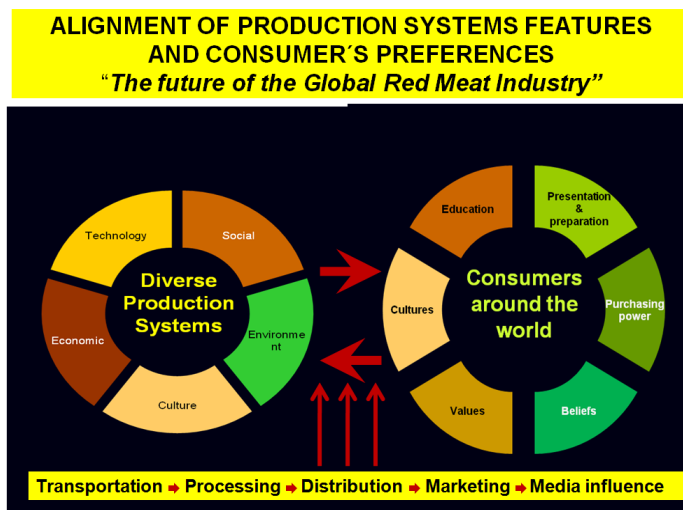 ALIGNMENT OF PRODUCTION SYSTEMS FEATURES
AND CONSUMER´S PREFERENCES
“The future of the Global Red Meat Industry”
Technology
Social
Diverse
Production
Systems
Economic
Environme
nt
Culture
Education
Presentation
&
preparation
Consumers
around the
world
Cultures
Purchasing
power
Values
Beliefs
Transportation Processing Distribution Marketing Media influence